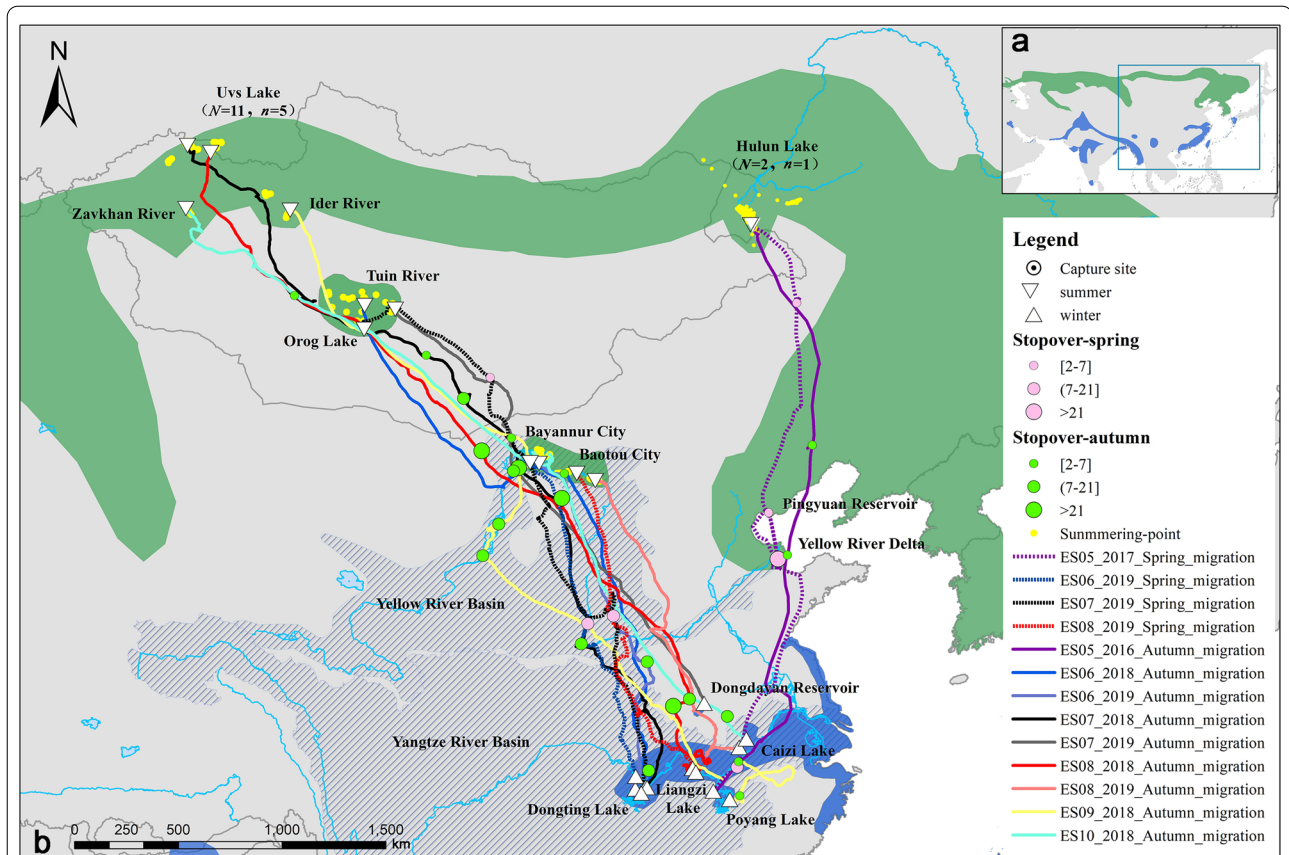 N
Uvs Lake
(N=11, n=5)
Hulun Lake
(N=2, n=1)
Zavkhan River
Ider River
Tuin River
Orog Lake
Bayannur City
Baotou City
Pingyuan Reservoir
Yellow River Delta
Yellow River Basin
Dongdayan Reservoir
Yangtze River Basin
Caizi Lake
Liangzi
Lake
Dongting Lake
Poyang Lake
b
0 250 500 1,000 1,500
km
a
Legend
Capture site
summer
winter
Stopover-spring
[2-7]
(7-21]
>21
Stopover-autumn
[2-7]
(7-21]
>21
Sunmmering-point
ES05_2017_Spring_migration
ES06_2019_Spring_migration
ES07_2019_Spring_migration
ES08_2019_Spring_migration
ES05_2016_Autumn_migration
ES06_2018_Autumn_migration
ES06_2019_Autumn_migration
ES07_2018_Autumn_migration
ES07_2019_Autumn_migration
ES08_2018_Autumn_migration
ES08_2019_Autumn_migration
ES09_2018_Autumn_migration
ES10_2018_Autumn_migration